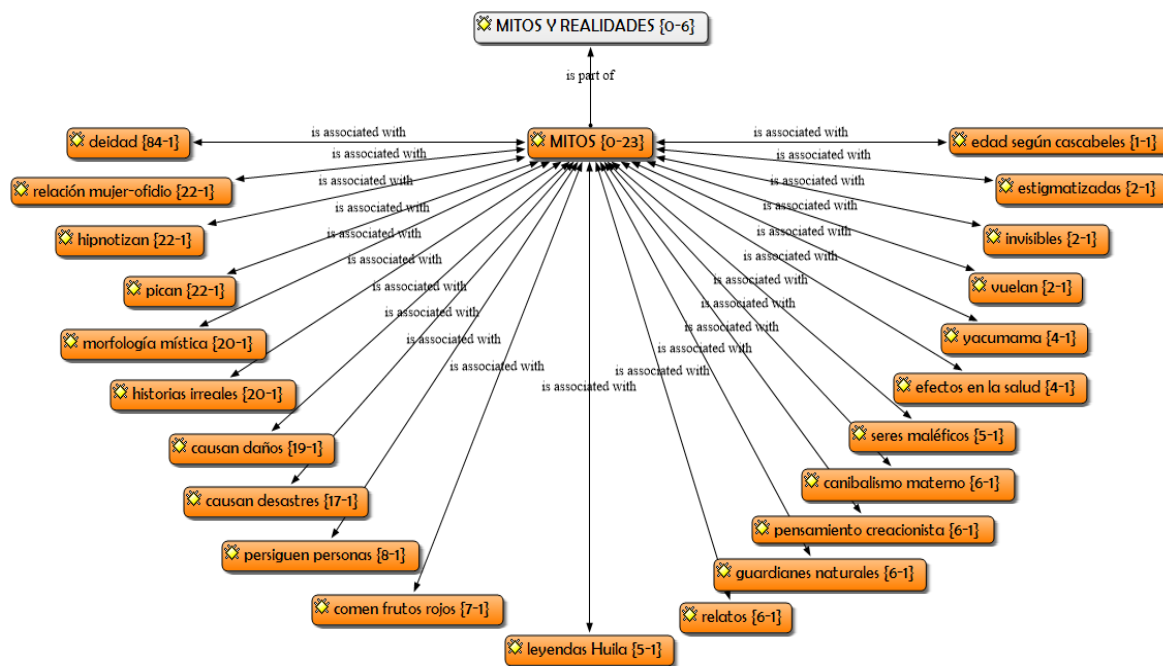 MITOS Y REALIDADES {0-6}
is part of
MITOS {0-23}
deidad {84-1}
is associated with
is associated with
edad según cascabeles {1-1}
relación mujer-ofidio {22-1}
is associated with
is associated with
estigmatizadas {2-1}
hipnotizan {22-1}
is associated with
is associated with
invisibles {2-1}
pican {22-1}
is associated with
is associated with
vuelan {2-1}
morfología mística {20-1}
is associated with
is associated with
yacumama {4-1}
historias irreales {20-1}
is associated with
is associated with
efectos en la salud {4-1}
causan daños {19-1}
is associated with
is associated with
seres maléficos {5-1}
causan desastres {17-1}
is associated with
is associated with
canibalismo materno {6-1}
persiguen personas {8-1}
is associated with
is associated with
pensamiento creacionista {6-1}
comen frutos rojos {7-1}
is associated with
is associated with
guardianes naturales {6-1}
leyendas Huila {5-1}
is associated with
is associated with
relatos {6-1}